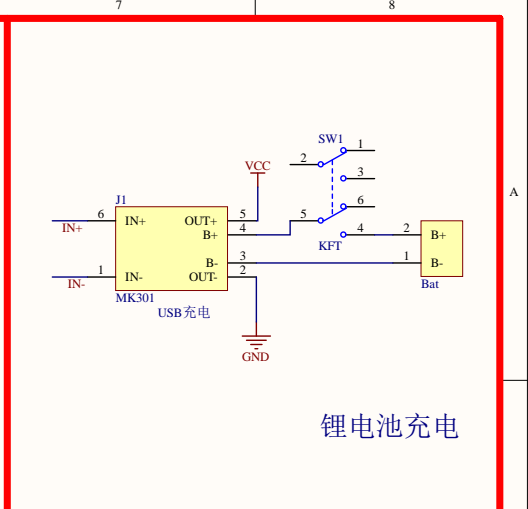 7 8
A
SW1
1
2
3
VCC
J1
6 IN+ OUT+ 5
IN+
B+ 4
5
6
KFT
4
2 B+
B- 3
1 B-
1 IN- OUT- 2
IN-
MK301
USB充电
Bat
GND
锂电池充电